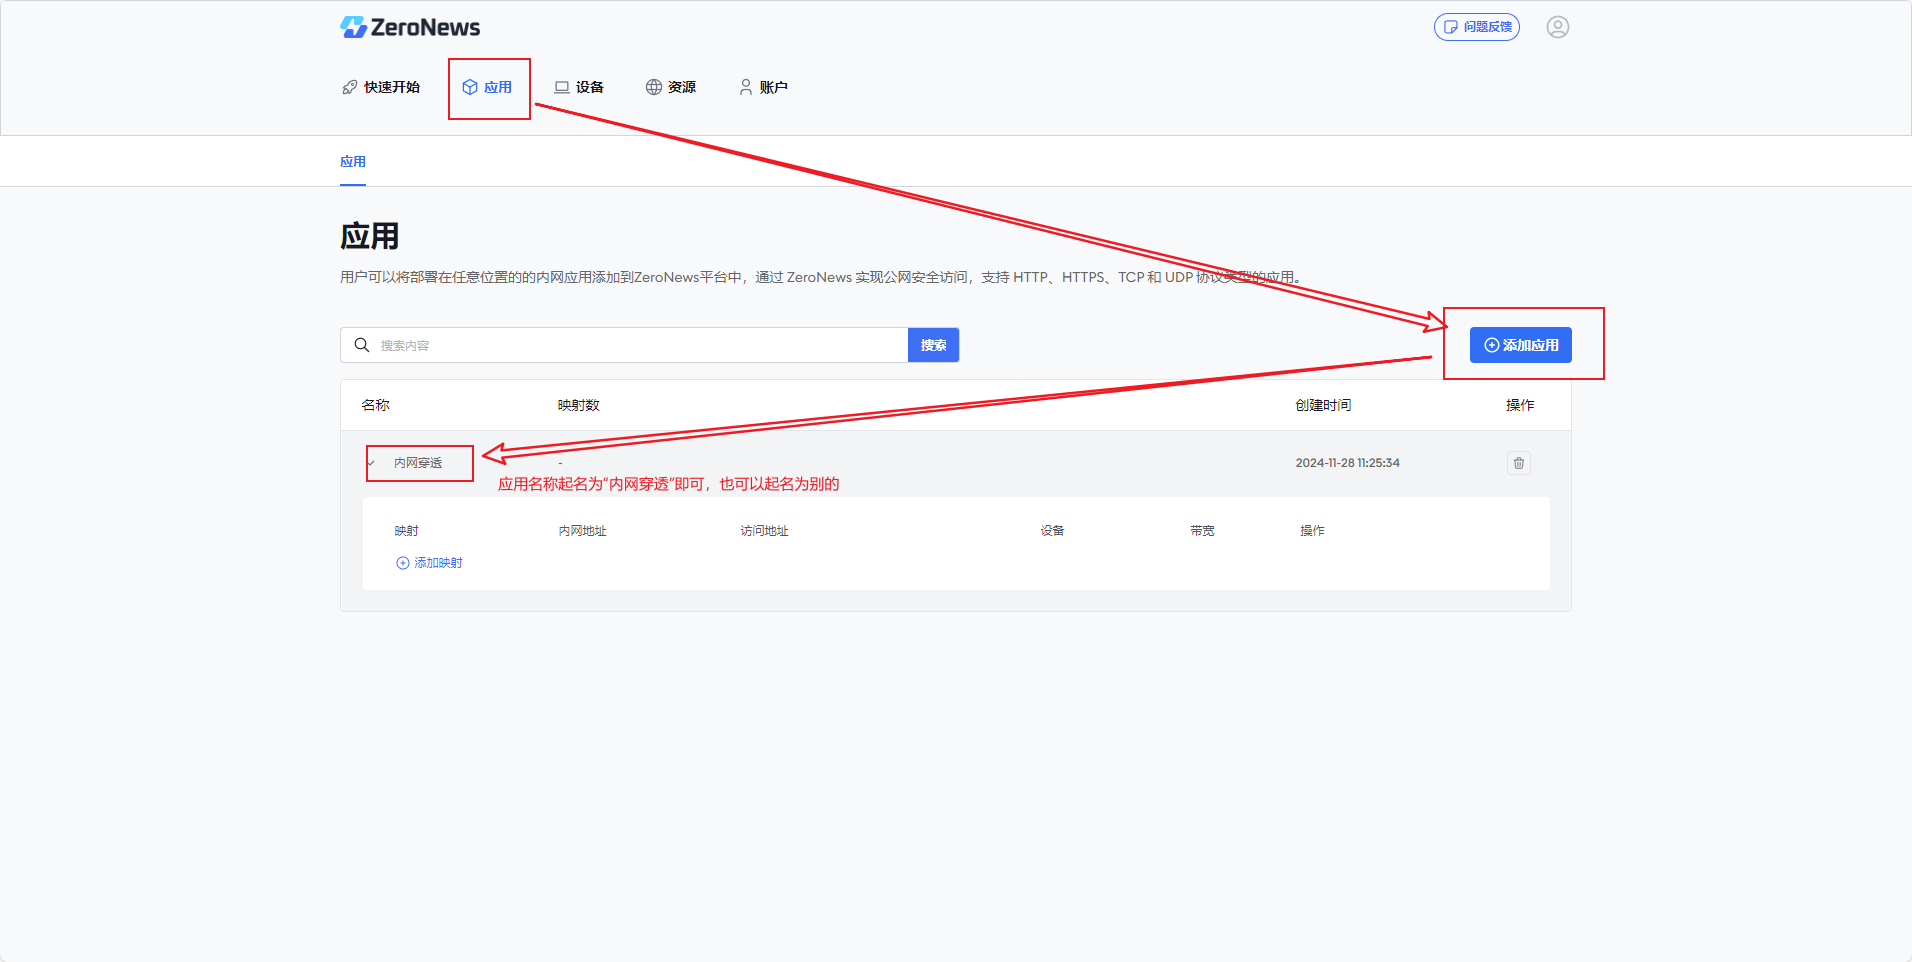 ZeroNews
问题反馈
快速开始 应用 设备 资源 账户
应用
应用
用户可以将部署在任意位置的的内网应用添加到ZeroNews平台中，通过 ZeroNews 实现公网安全访问，支持 HTTP、HTTPS、TCP 和 UDP 协议类型的应用。
搜索内容 搜索 添加应用
名称 映射数 创建时间 操作
内网穿透 - 2024-11-28 11:25:34
应用名称起名为“内网穿透”即可，也可以起名为别的
映射 内网地址 访问地址 设备 带宽 操作
添加映射